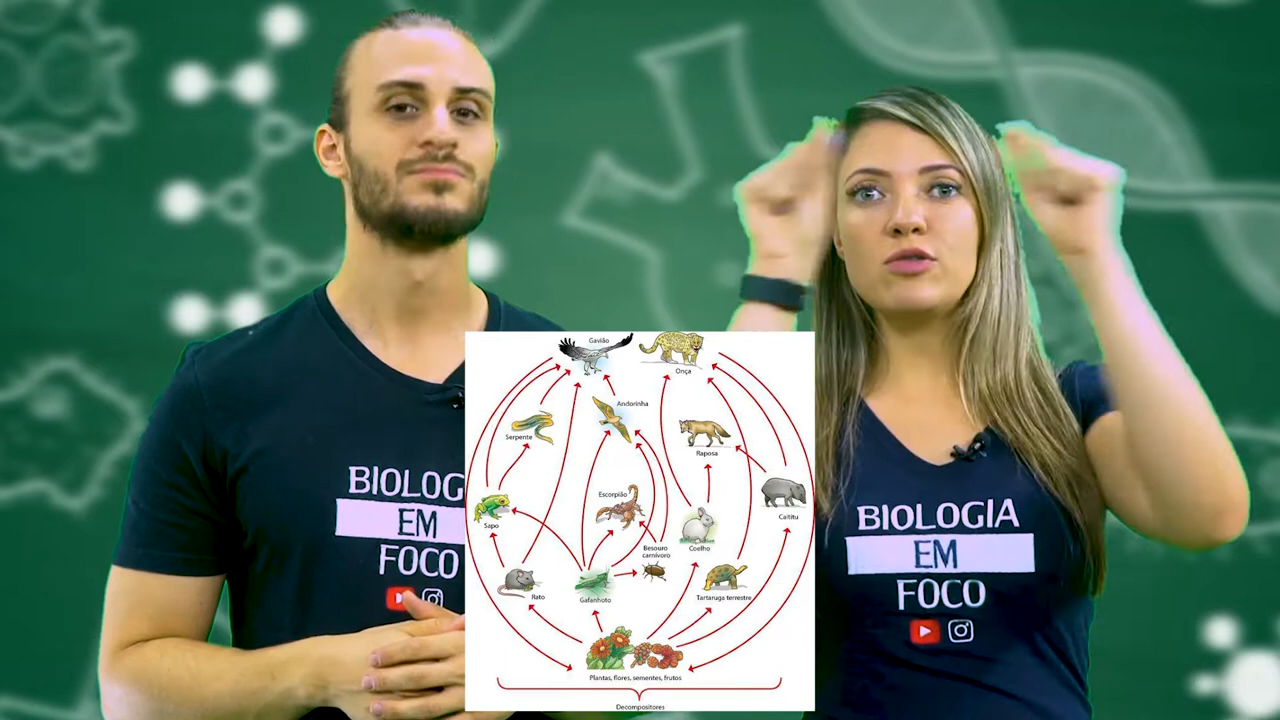 BIOLOG
EM
FOCO
Gavião
Onça
Andorinha
Serpente
Raposa
Escorpião
Caititu
Sapo
Besouro
carnívoro
Coelho
Rato
Gafanhoto
Tartaruga terrestre
Plantas, flores, sementes, frutos
Decompositores
BIOLOGIA
EM
FOCO